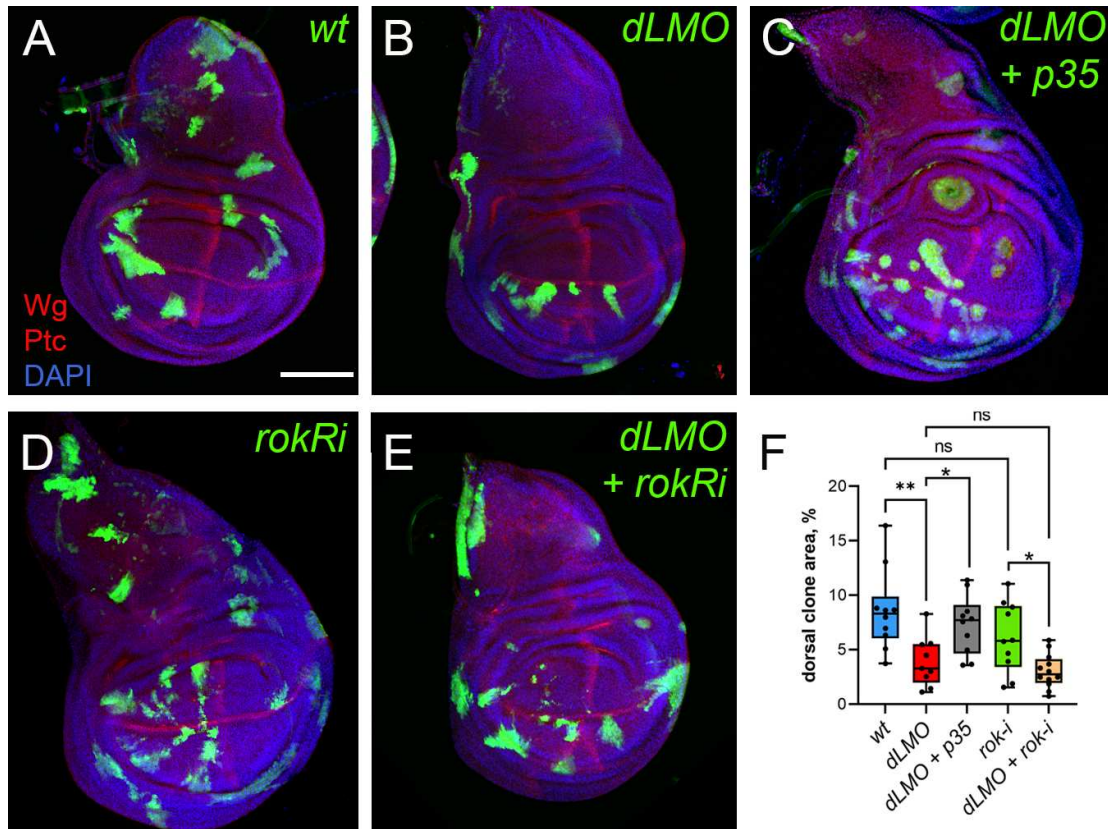 A
wt
Wg
Ptc
DAPI
B
dLMO
C
dLMO
+ p35
D
rokRi
E
dLMO
+ rokRi
F
ns
ns
**
*
*
dorsal clone area, %
20
15
10
5
0
wt
dLMO
dLMO + p35
rok-i
dLMO + rok-i